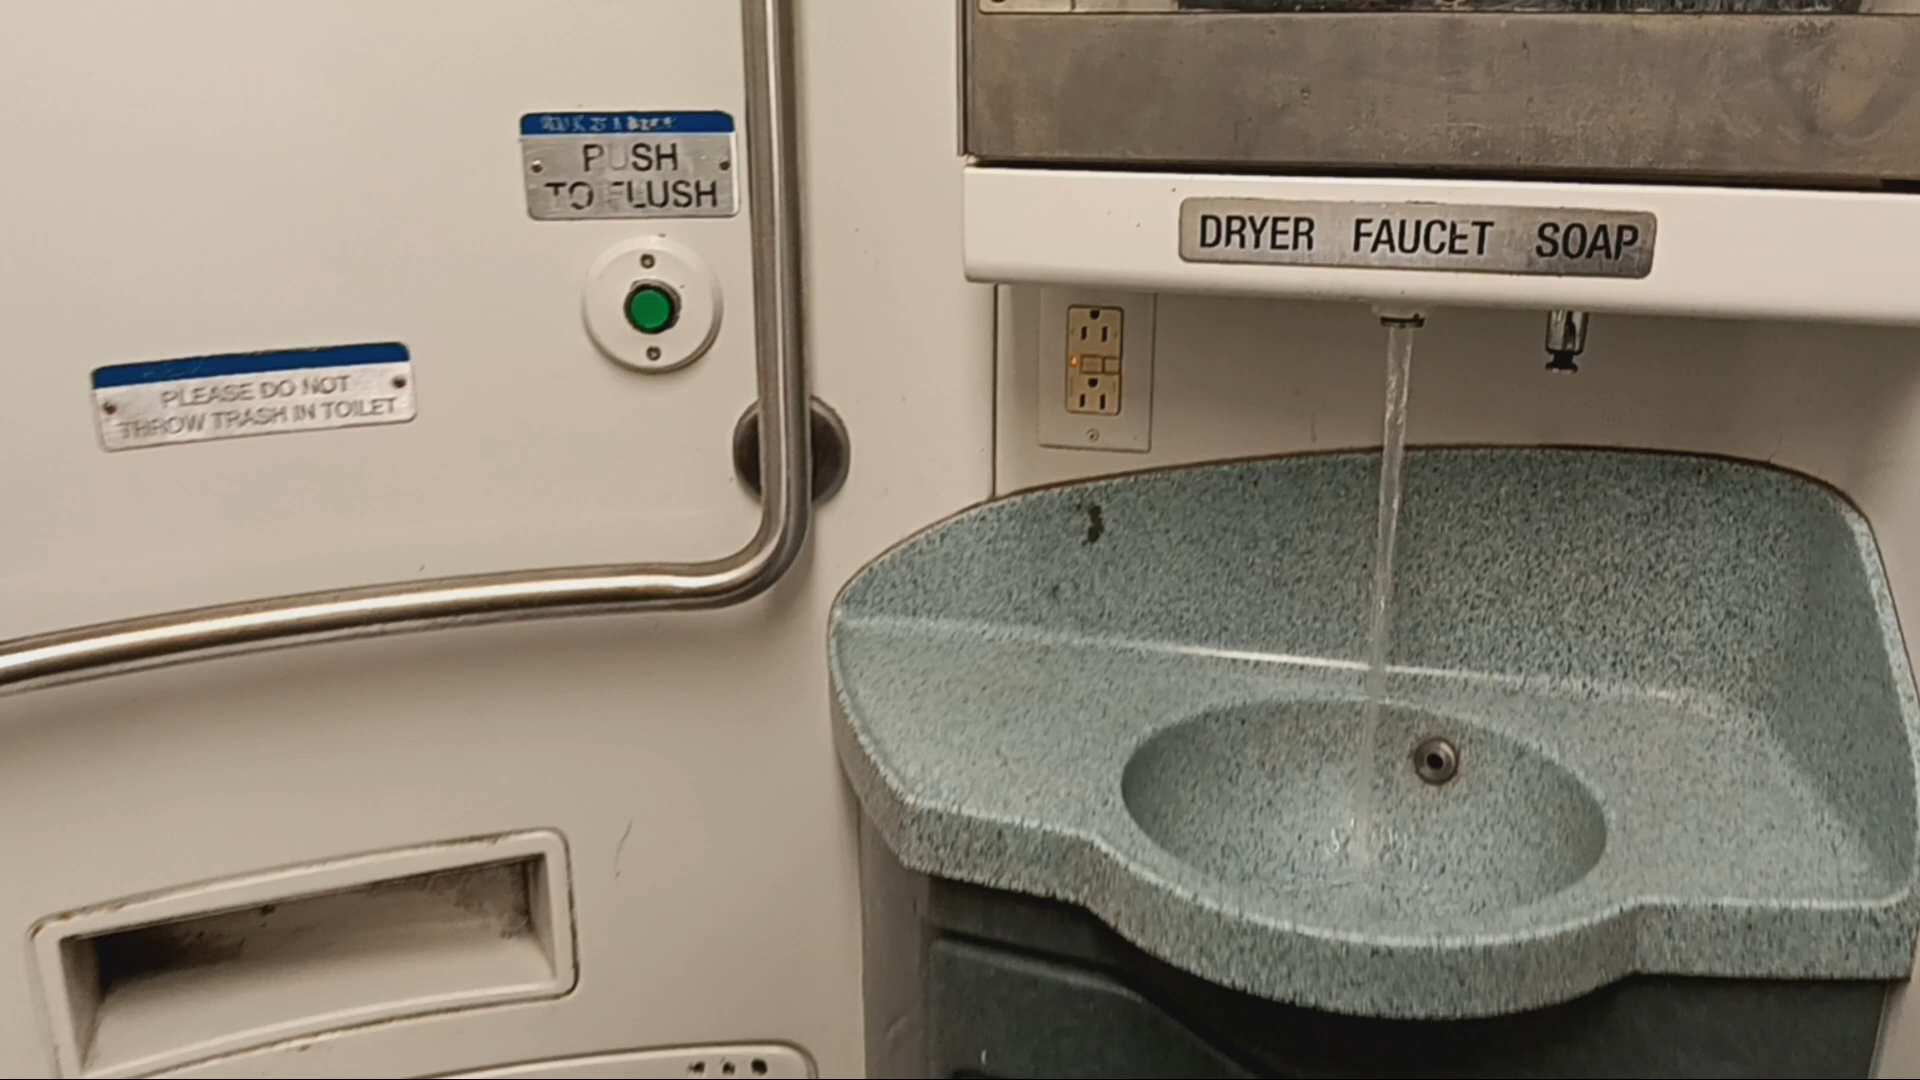 PUSH
TO FLUSH
PLEASE DO NOT
THROW TRASH IN TOILET
DRYER FAUCET SOAP